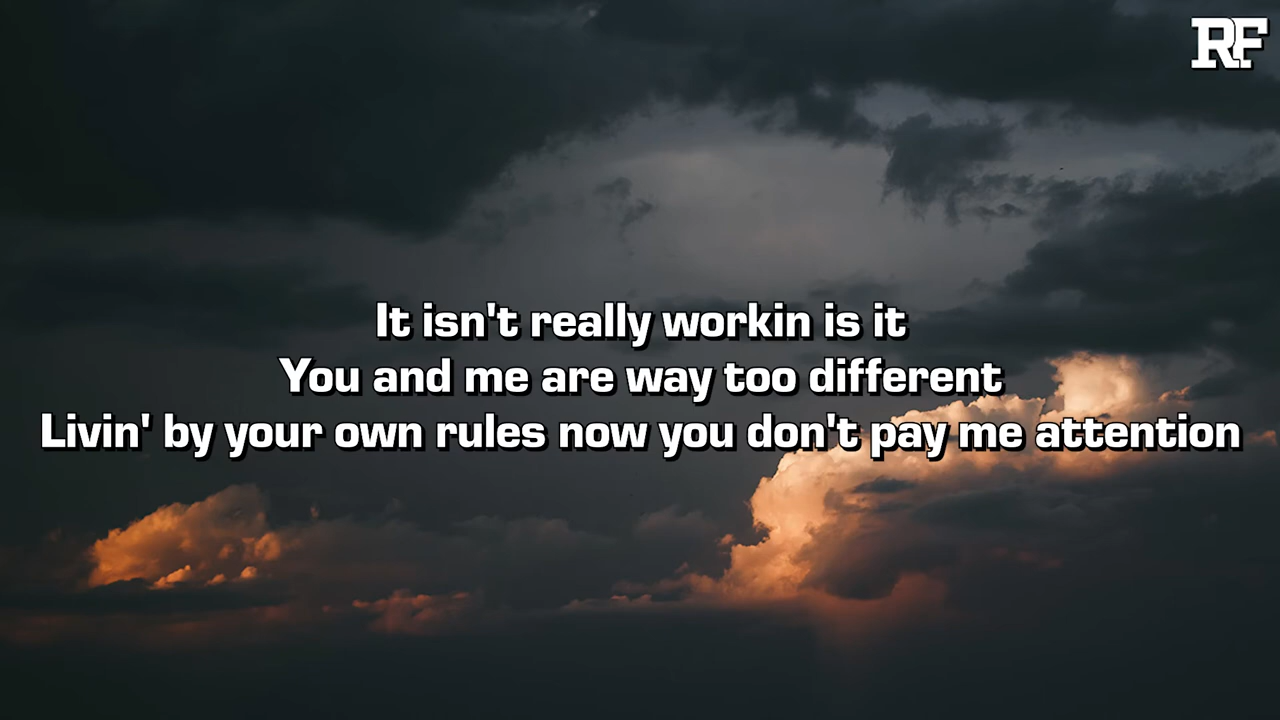 RF
It isn't really workin is it
You and me are way too different
Livin' by your own rules now you don't pay me attention